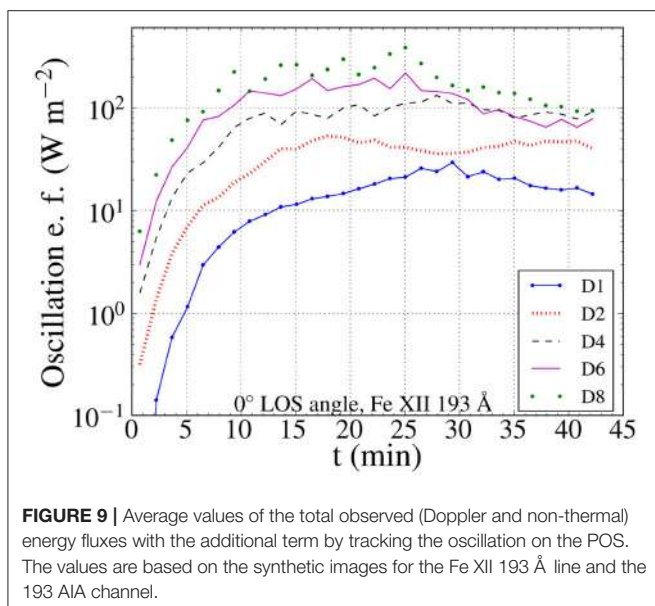 Oscillation e. f. (W m⁻²)
10²
10¹
10⁰
10⁻¹
0 5 10 15 20 25 30 35 40 45
t (min)
0° LOS angle, Fe XII 193 Å
D1
D2
D4
D6
D8
FIGURE 9 | Average values of the total observed (Doppler and non-thermal)
energy fluxes with the additional term by tracking the oscillation on the POS.
The values are based on the synthetic images for the Fe XII 193 Å line and the
193 AIA channel.